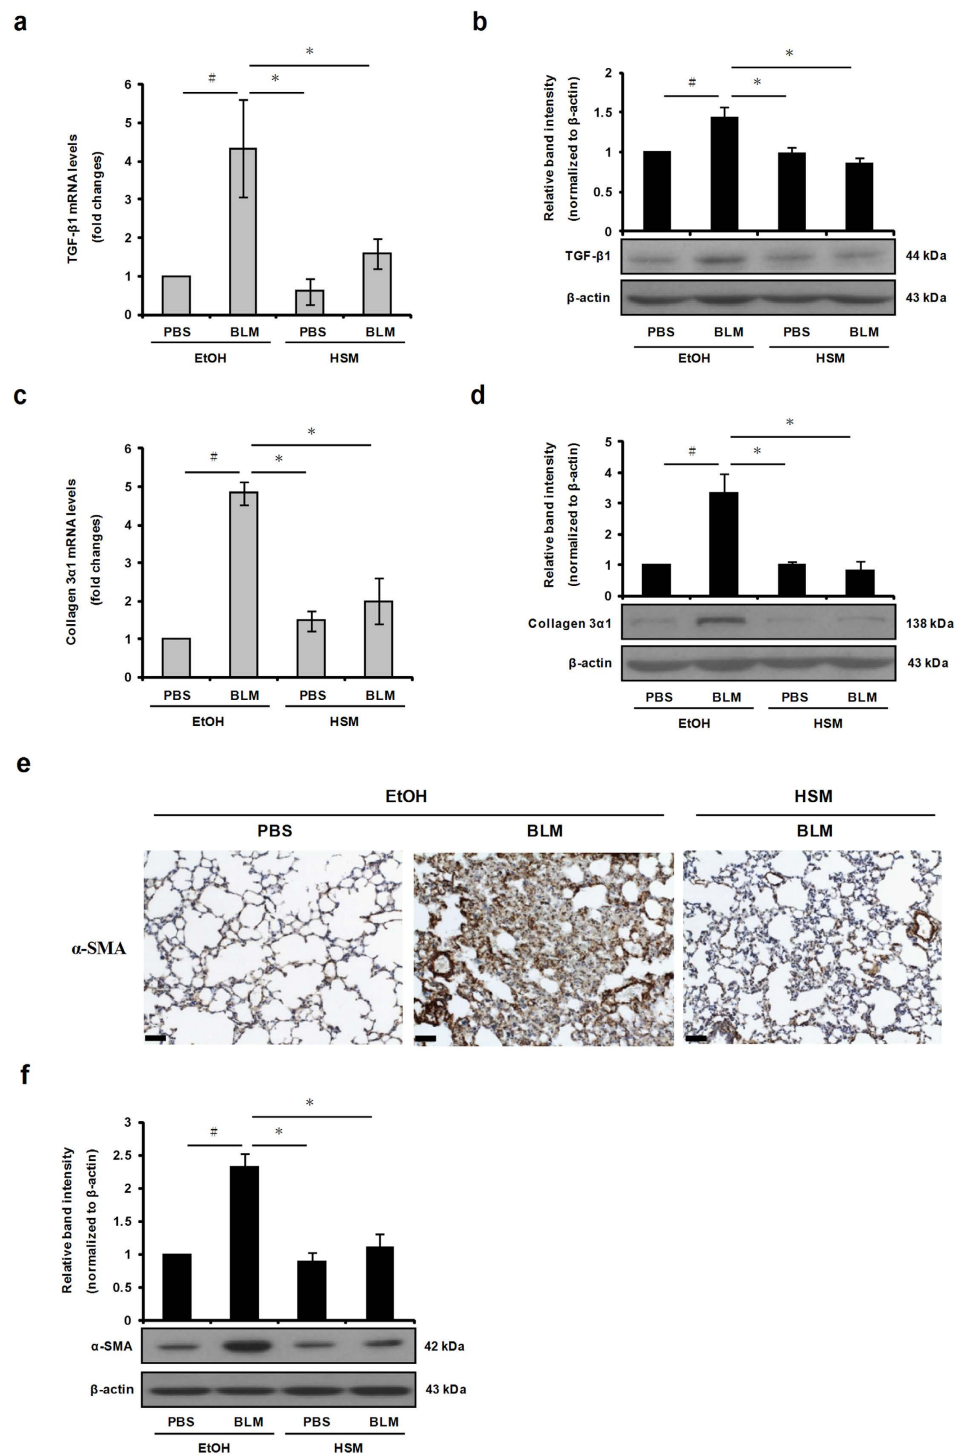 a
TGF-β1 mRNA levels
(fold changes)
6
5
4
3
2
1
0
#
*
*
PBS BLM PBS BLM
EtOH HSM
b
Relative band intensity
(normalized to β-actin)
2
1.5
1
0.5
0
#
*
*
TGF-β1 44 kDa
β-actin 43 kDa
PBS BLM PBS BLM
EtOH HSM
c
Collagen 3α1 mRNA levels
(fold changes)
6
5
4
3
2
1
0
#
*
*
PBS BLM PBS BLM
EtOH HSM
d
Relative band intensity
(normalized to β-actin)
5
4
3
2
1
0
#
*
*
Collagen 3α1 138 kDa
β-actin 43 kDa
PBS BLM PBS BLM
EtOH HSM
e
EtOH HSM
PBS BLM BLM
α-SMA
f
Relative band intensity
(normalized to β-actin)
3
2.5
2
1.5
1
0.5
0
#
*
*
α-SMA 42 kDa
β-actin 43 kDa
PBS BLM PBS BLM
EtOH HSM